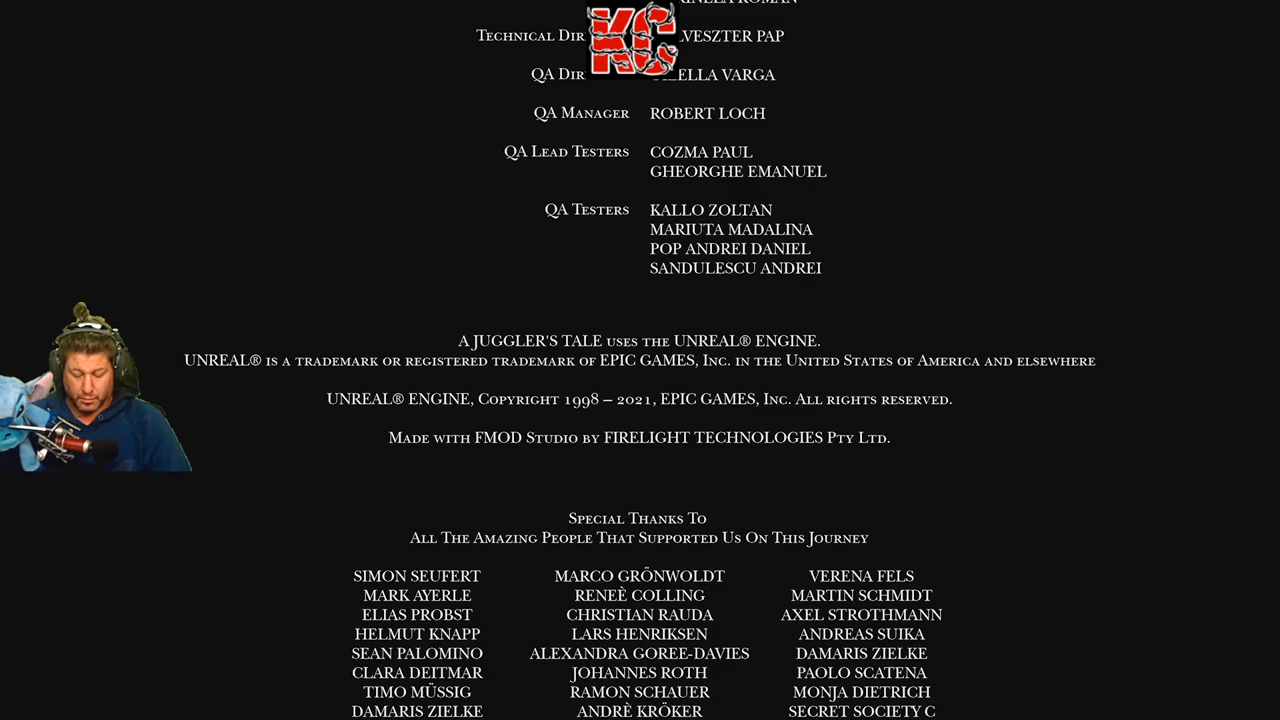 KC
TECHNICAL DIR VESZTER PAP
QA DIR ELLA VARGA
QA MANAGER ROBERT LOCH
QA LEAD TESTERS COZMA PAUL
GHEORGHE EMANUEL
QA TESTERS KALLO ZOLTAN
MARIUTA MADALINA
POP ANDREI DANIEL
SANDULESCU ANDREI
A JUGGLER'S TALE USES THE UNREAL® ENGINE.
UNREAL® IS A TRADEMARK OR REGISTERED TRADEMARK OF EPIC GAMES, INC. IN THE UNITED STATES OF AMERICA AND ELSEWHERE
UNREAL® ENGINE, COPYRIGHT 1998 – 2021, EPIC GAMES, INC. ALL RIGHTS RESERVED.
MADE WITH FMOD STUDIO BY FIRELIGHT TECHNOLOGIES PTY LTD.
SPECIAL THANKS TO
ALL THE AMAZING PEOPLE THAT SUPPORTED US ON THIS JOURNEY
SIMON SEUFERT MARCO GRÖNWOLDT VERENA FELS
MARK AYERLE RENEÈ COLLING MARTIN SCHMIDT
ELIAS PROBST CHRISTIAN RAUDA AXEL STROTHMANN
HELMUT KNAPP LARS HENRIKSEN ANDREAS SUIKA
SEAN PALOMINO ALEXANDRA GOREE-DAVIES DAMARIS ZIELKE
CLARA DEITMAR JOHANNES ROTH PAOLO SCATENA
TIMO MÜSSIG RAMON SCHAUER MONJA DIETRICH
DAMARIS ZIELKE ANDRÈ KRÖKER SECRET SOCIETY C